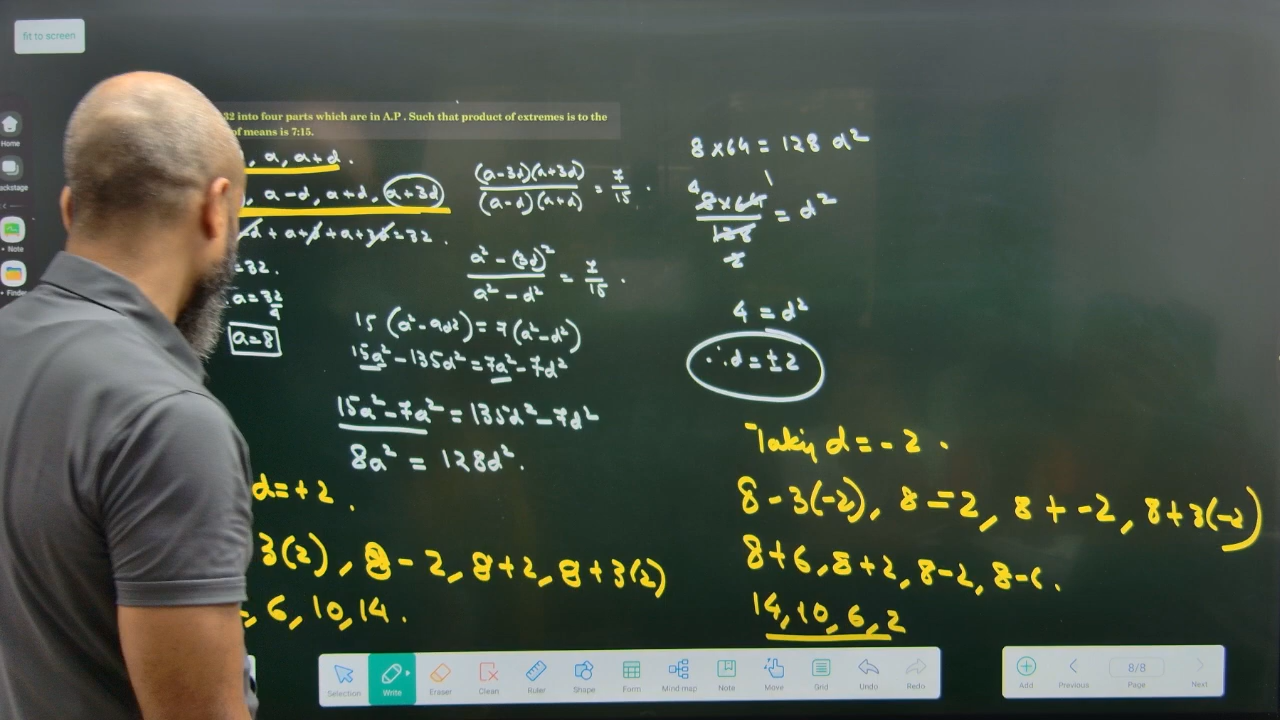 fit to screen
Home
ackstage
Note
Finder
32 into four parts which are in A.P . Such that product of extremes is to the
of means is 7:15.
, a, a+d .
, a-d, a+d, a+3d
d + a+d + a+3d = 32 .
=32 .
a = 32/4
a=8
(a-3d)(a+3d) / (a-d)(a+d) = 7/15 .
a² - (3d)² / a² - d² = 7/15 .
15 (a² - 9d²) = 7 (a² - d²)
15a² - 135d² = 7a² - 7d²
15a² - 7a² = 135d² - 7d²
8a² = 128d² .
d = +2 .
3(2) , 8 - 2, 8+2, 8+3(2)
, 6, 10, 14 .
8 × 64 = 128 d²
8×64 / 128 = d²
4 = d²
∴ d = ±2
Taking d = - 2 .
8 - 3(-2), 8 - -2, 8 + -2, 8+3(-2)
8+6, 8+2, 8-2, 8-6 .
14, 10, 6, 2
Selection
Write
Eraser
Clean
Ruler
Shape
Form
Mind map
Note
Move
Grid
Undo
Redo
Add
Previous
8/8
Page
Next